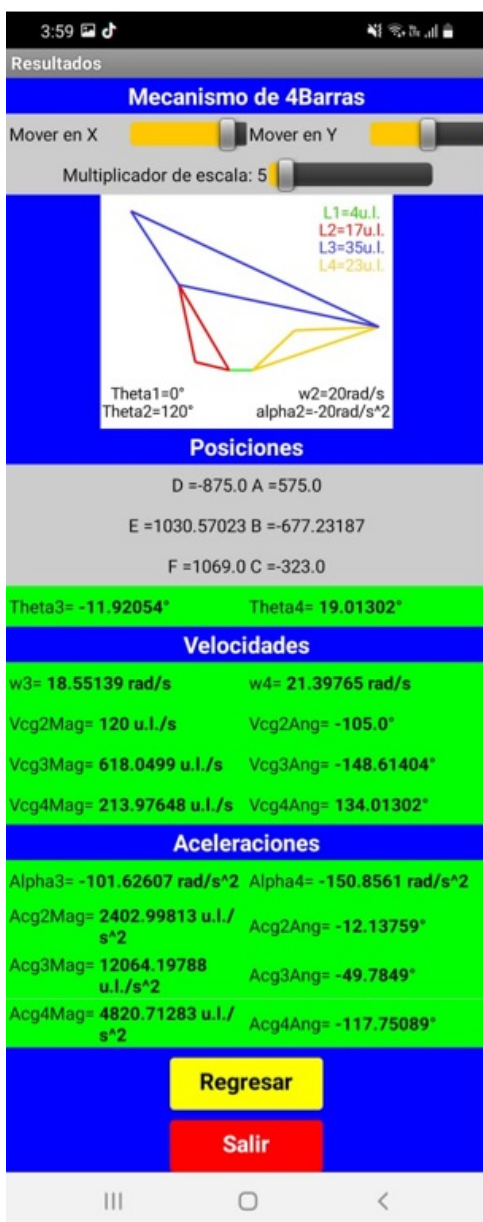 3:59
Resultados
Mecanismo de 4Barras
Mover en X Mover en Y
Multiplicador de escala: 5
L1=4u.l.
L2=17u.l.
L3=35u.l.
L4=23u.l.
Theta1=0° w2=20rad/s
Theta2=120° alpha2=-20rad/s^2
Posiciones
D =-875.0 A =575.0
E =1030.57023 B =-677.23187
F =1069.0 C =-323.0
Theta3= -11.92054° Theta4= 19.01302°
Velocidades
w3= 18.55139 rad/s w4= 21.39765 rad/s
Vcg2Mag= 120 u.l./s Vcg2Ang= -105.0°
Vcg3Mag= 618.0499 u.l./s Vcg3Ang= -148.61404°
Vcg4Mag= 213.97648 u.l./s Vcg4Ang= 134.01302°
Aceleraciones
Alpha3= -101.62607 rad/s^2 Alpha4= -150.8561 rad/s^2
Acg2Mag= 2402.99813 u.l./
s^2 Acg2Ang= -12.13759°
Acg3Mag= 12064.19788
u.l./s^2 Acg3Ang= -49.7849°
Acg4Mag= 4820.71283 u.l./
s^2 Acg4Ang= -117.75089°
Regresar
Salir